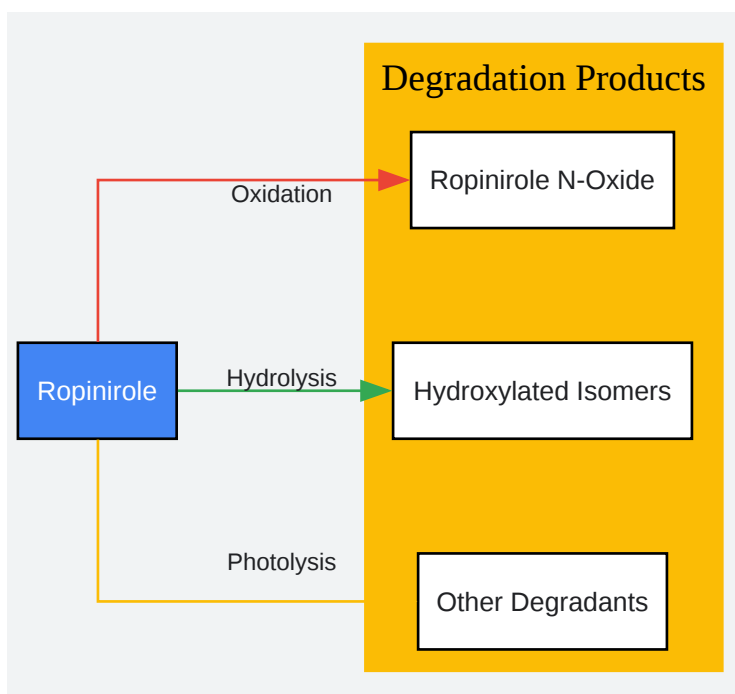 Degradation Products
Ropinirole N-Oxide
Oxidation
Ropinirole
Hydrolysis
Hydroxylated Isomers
Photolysis
Other Degradants